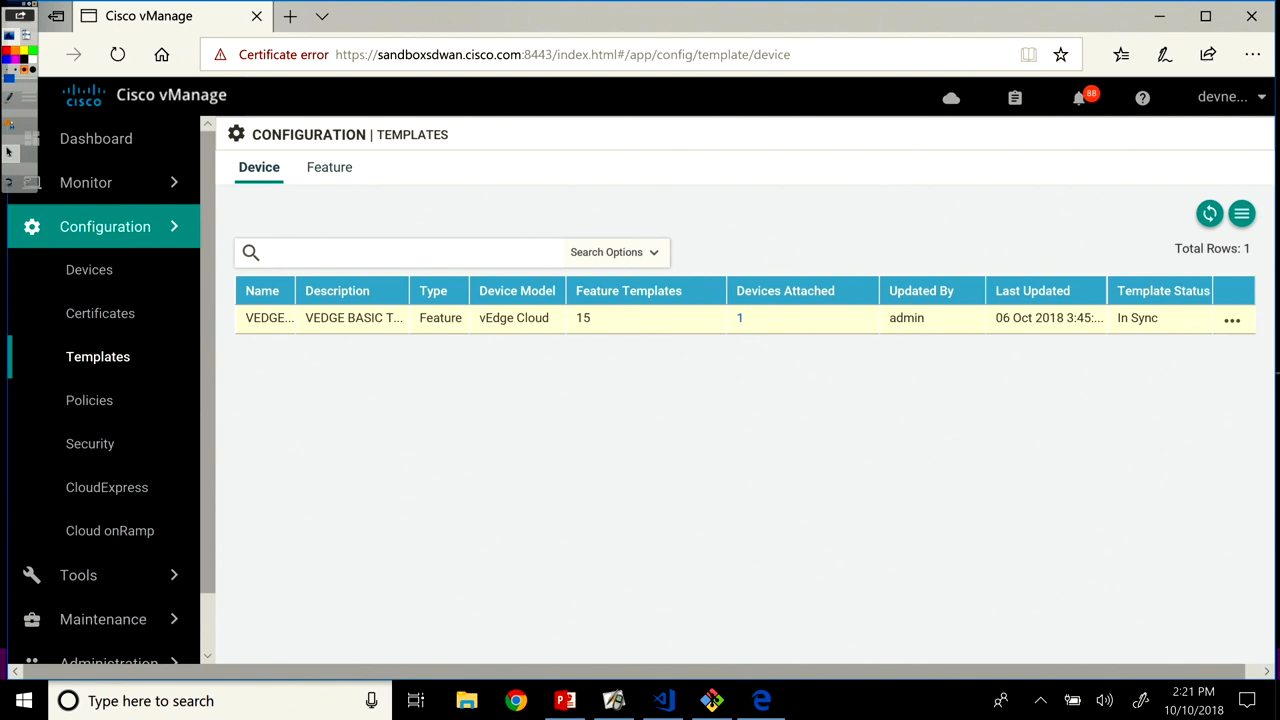 Cisco vManage
Certificate error https://sandboxsdwan.cisco.com:8443/index.html#/app/config/template/device
cisco Cisco vManage
88
devne...
Dashboard
Monitor
Configuration
Devices
Certificates
Templates
Policies
Security
CloudExpress
Cloud onRamp
Tools
Maintenance
Administration
CONFIGURATION | TEMPLATES
Device Feature
Search Options
Total Rows: 1
Name Description Type Device Model Feature Templates Devices Attached Updated By Last Updated Template Status
VEDGE... VEDGE BASIC T... Feature vEdge Cloud 15 1 admin 06 Oct 2018 3:45:... In Sync
Type here to search
2:21 PM
10/10/2018